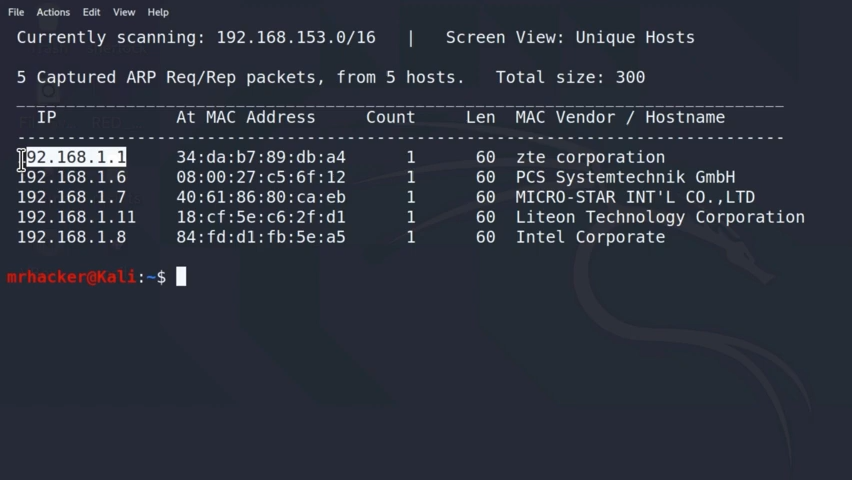 File Actions Edit View Help
Currently scanning: 192.168.153.0/16 | Screen View: Unique Hosts
5 Captured ARP Req/Rep packets, from 5 hosts. Total size: 300
_____________________________________________________________________________
IP At MAC Address Count Len MAC Vendor / Hostname
-----------------------------------------------------------------------------
192.168.1.1 34:da:b7:89:db:a4 1 60 zte corporation
192.168.1.6 08:00:27:c5:6f:12 1 60 PCS Systemtechnik GmbH
192.168.1.7 40:61:86:80:ca:eb 1 60 MICRO-STAR INT'L CO.,LTD
192.168.1.11 18:cf:5e:c6:2f:d1 1 60 Liteon Technology Corporation
192.168.1.8 84:fd:d1:fb:5e:a5 1 60 Intel Corporate
mrhacker@Kali:~$